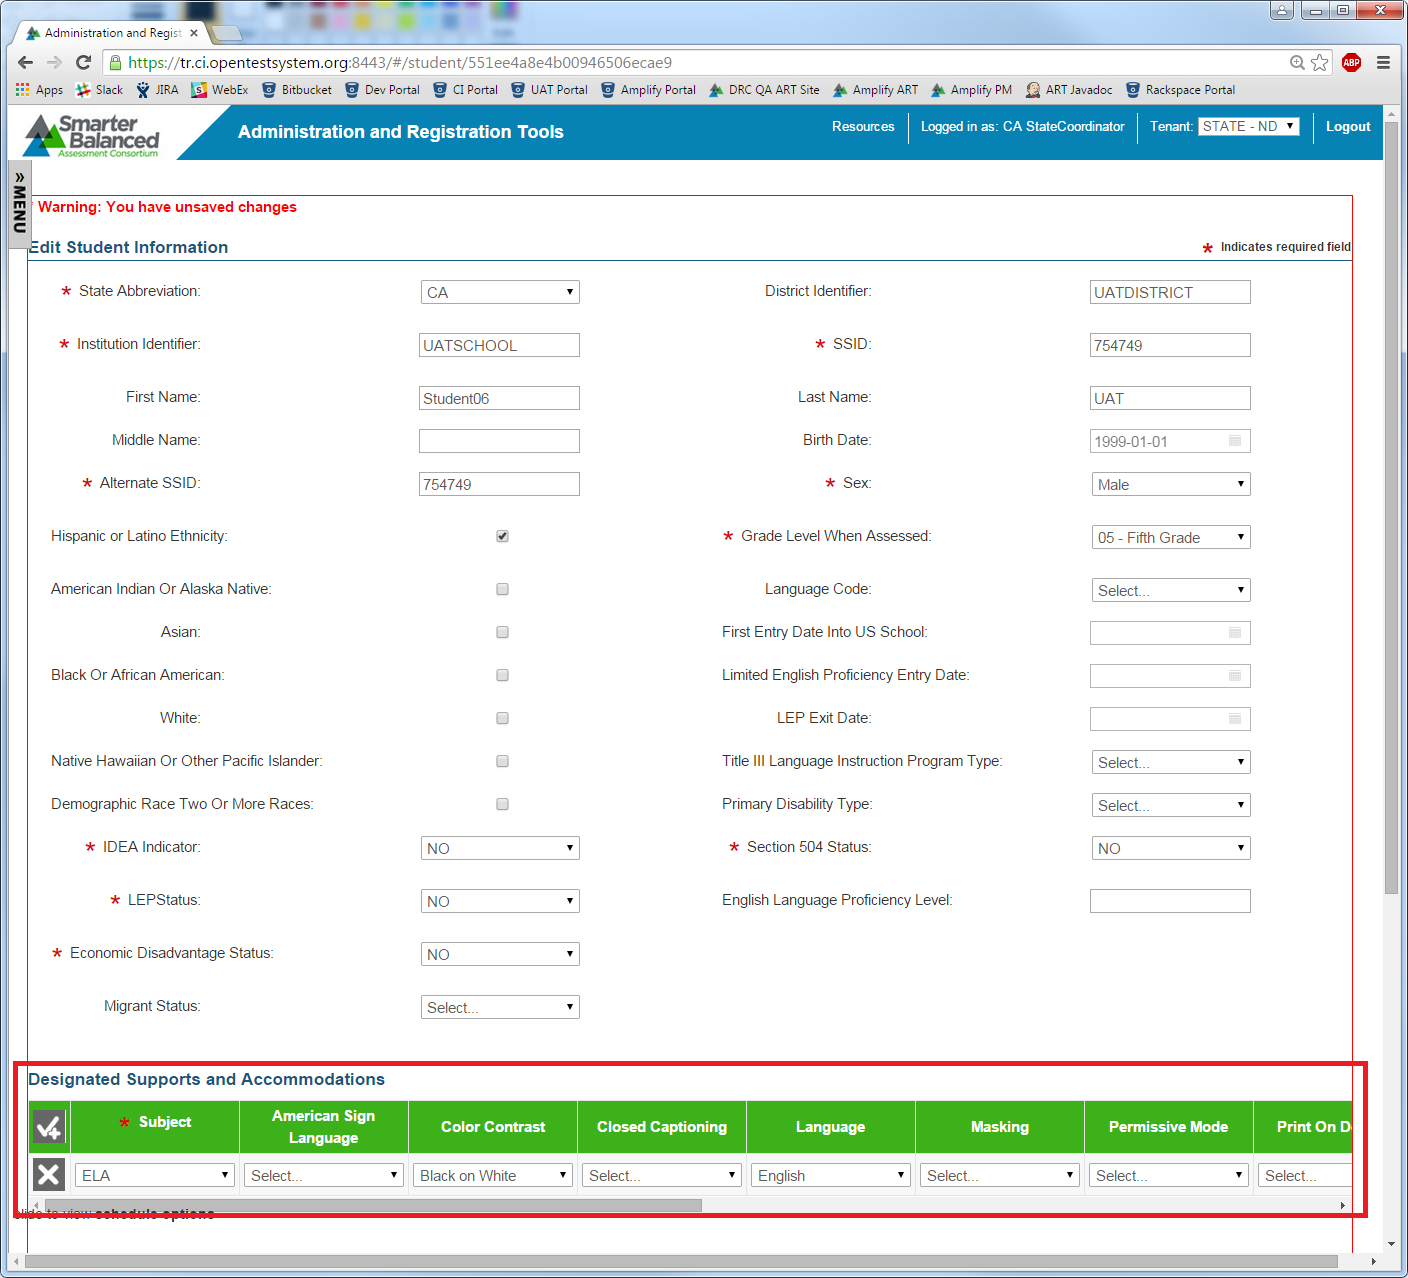 Administration and Regist
https://tr.ci.opentestsystem.org:8443/#/student/551ee4a8e4b00946506ecae9
ABP
Apps Slack JIRA WebEx Bitbucket Dev Portal CI Portal UAT Portal Amplify Portal DRC QA ART Site Amplify ART Amplify PM ART Javadoc Rackspace Portal
Smarter
Balanced
Assessment Consortium
Administration and Registration Tools
Resources Logged in as: CA StateCoordinator Tenant: STATE - ND Logout
» MENU
* Warning: You have unsaved changes
Edit Student Information
* Indicates required field
* State Abbreviation: CA District Identifier: UATDISTRICT
* Institution Identifier: UATSCHOOL * SSID: 754749
First Name: Student06 Last Name: UAT
Middle Name: Birth Date: 1999-01-01
* Alternate SSID: 754749 * Sex: Male
Hispanic or Latino Ethnicity: * Grade Level When Assessed: 05 - Fifth Grade
American Indian Or Alaska Native: Language Code: Select...
Asian: First Entry Date Into US School:
Black Or African American: Limited English Proficiency Entry Date:
White: LEP Exit Date:
Native Hawaiian Or Other Pacific Islander: Title III Language Instruction Program Type: Select...
Demographic Race Two Or More Races: Primary Disability Type: Select...
* IDEA Indicator: NO * Section 504 Status: NO
* LEPStatus: NO English Language Proficiency Level:
* Economic Disadvantage Status: NO
Migrant Status: Select...
Designated Supports and Accommodations
* Subject American Sign Language Color Contrast Closed Captioning Language Masking Permissive Mode Print On D
ELA Select... Black on White Select... English Select... Select... Select...
slide to view schedule options